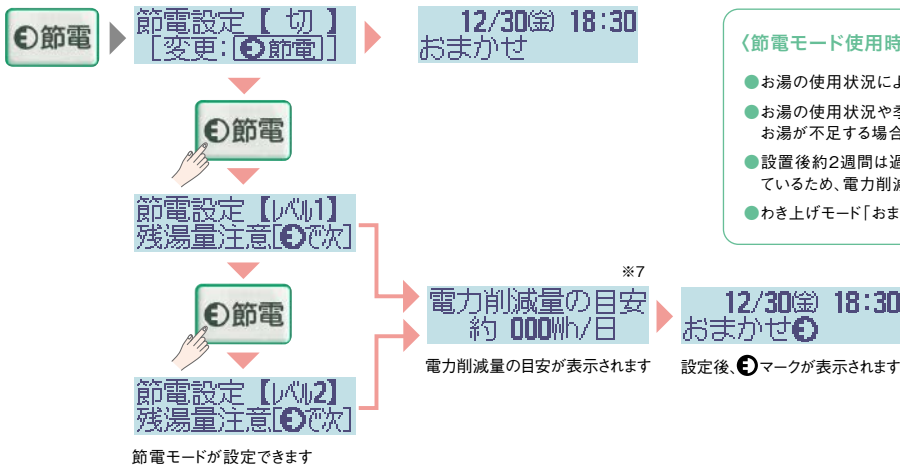 節電
節電設定【 切 】
[変更:節電]
12/30㈮ 18:30
おまかせ
節電
節電設定【レベル1】
残湯量注意[で次]
節電
節電設定【レベル2】
残湯量注意[で次]
節電モードが設定できます
※7
電力削減量の目安
約 000Wh/日
電力削減量の目安が表示されます
12/30㈮ 18:30
おまかせ
設定後、マークが表示されます
〈節電モード使用時
●お湯の使用状況によ
●お湯の使用状況や季
お湯が不足する場合
●設置後約2週間は過
ているため、電力削減
●わき上げモード「おま